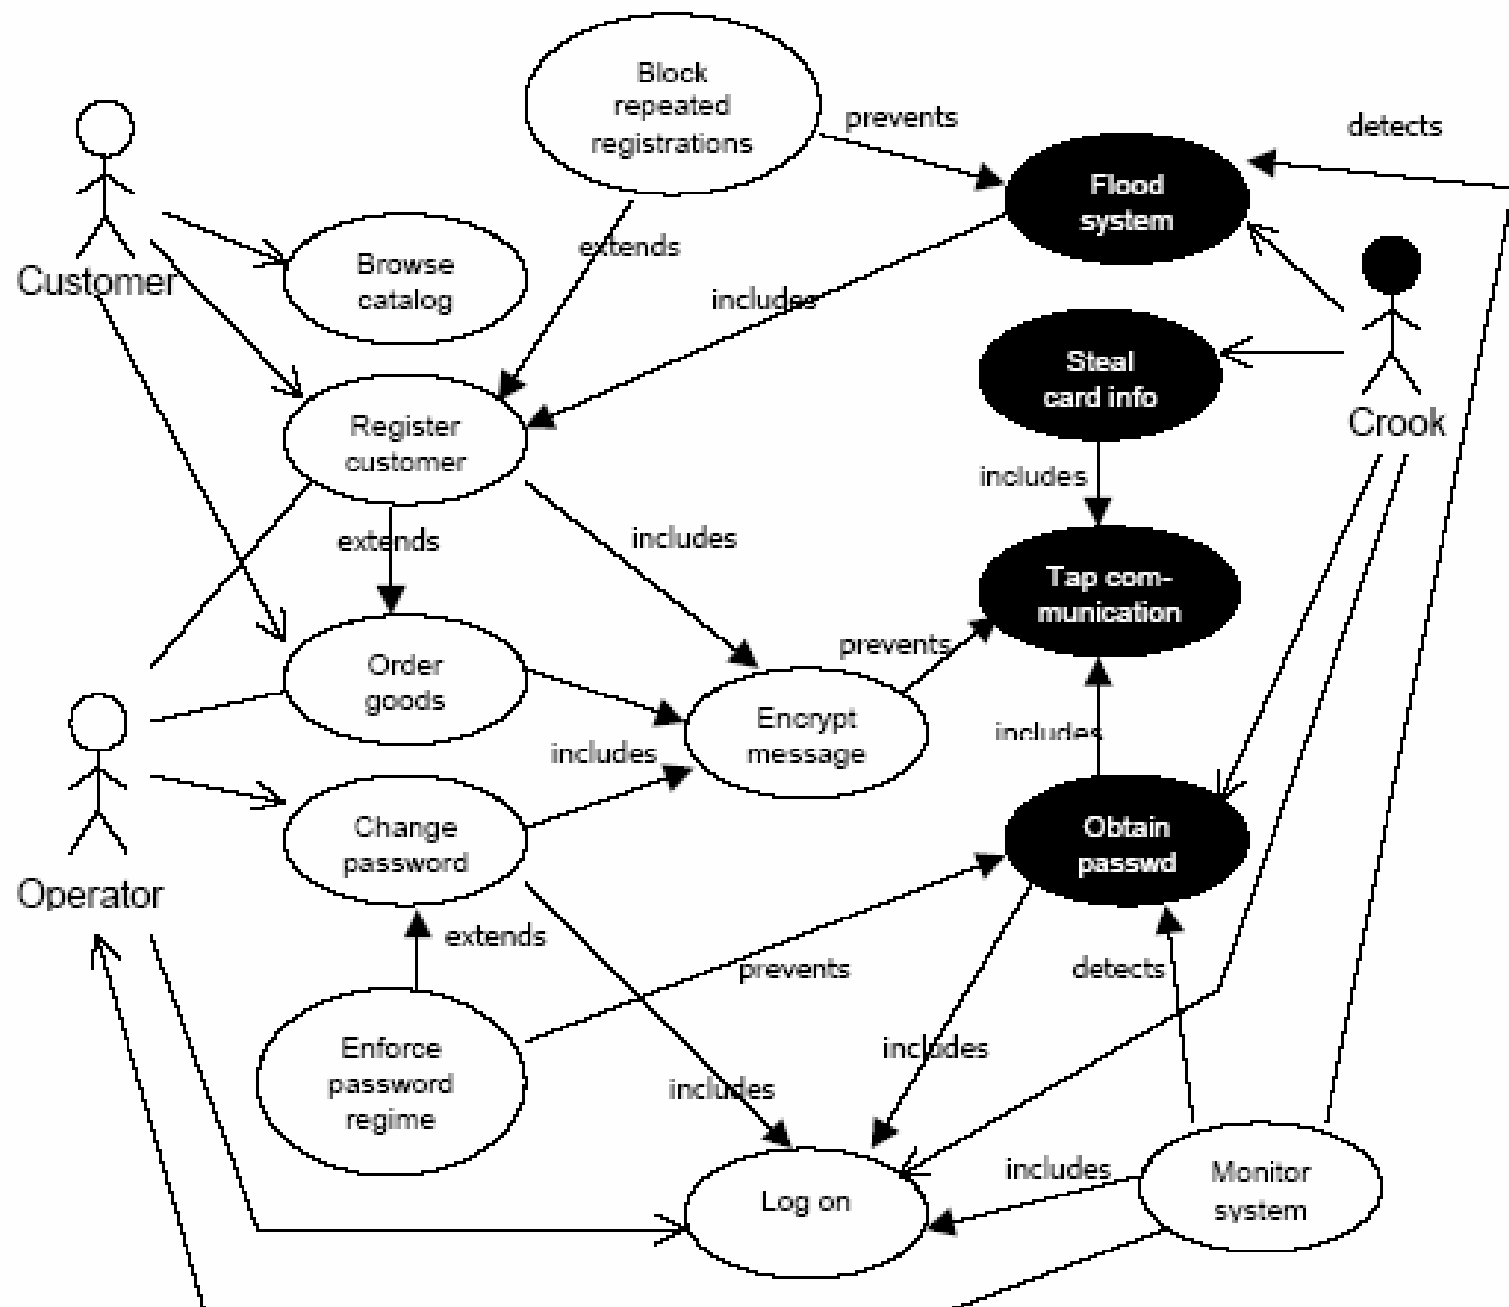 Block
repeated
registrations
prevents
detects
Flood
system
extends
Browse
catalog
Customer
includes
Steal
card info
Crook
Register
customer
includes
extends
includes
Tap com-
munication
prevents
Order
goods
Encrypt
message
includes
includes
Change
password
Obtain
passwd
Operator
extends
prevents
detects
Enforce
password
regime
includes
includes
includes
Monitor
system
Log on